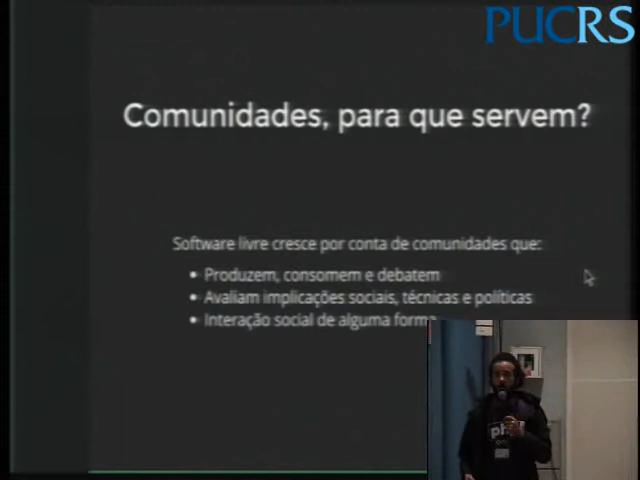 PUCRS
Comunidades, para que servem?
Software livre cresce por conta de comunidades que:
• Produzem, consomem e debatem
• Avaliam implicações sociais, técnicas e políticas
• Interação social de alguma forma